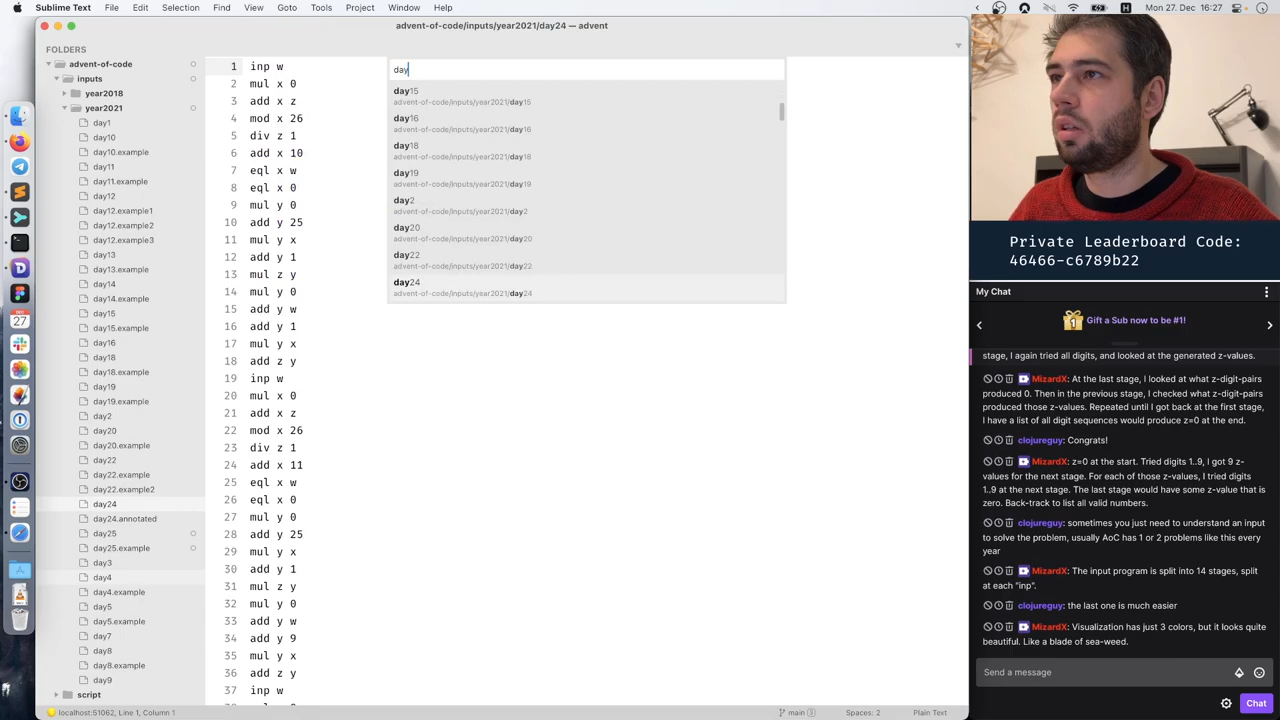 Sublime Text File Edit Selection Find View Goto Tools Project Window Help
Mon 27. Dec 16:27
advent-of-code/inputs/year2021/day24 — advent
FOLDERS
advent-of-code
inputs
year2018
year2021
day1
day10
day10.example
day11
day11.example
day12
day12.example1
day12.example2
day12.example3
day13
day13.example
day14
day14.example
day15
day15.example
day16
day18
day18.example
day19
day19.example
day2
day20
day20.example
day22
day22.example
day22.example2
day24
day24.annotated
day25
day25.example
day3
day4
day4.example
day5
day5.example
day7
day8
day8.example
day9
script
1 inp w
2 mul x 0
3 add x z
4 mod x 26
5 div z 1
6 add x 10
7 eql x w
8 eql x 0
9 mul y 0
10 add y 25
11 mul y x
12 add y 1
13 mul z y
14 mul y 0
15 add y w
16 add y 1
17 mul y x
18 add z y
19 inp w
20 mul x 0
21 add x z
22 mod x 26
23 div z 1
24 add x 11
25 eql x w
26 eql x 0
27 mul y 0
28 add y 25
29 mul y x
30 add y 1
31 mul z y
32 mul y 0
33 add y w
34 add y 9
35 mul y x
36 add z y
37 inp w
day
day15
advent-of-code/inputs/year2021/day15
day16
advent-of-code/inputs/year2021/day16
day18
advent-of-code/inputs/year2021/day18
day19
advent-of-code/inputs/year2021/day19
day2
advent-of-code/inputs/year2021/day2
day20
advent-of-code/inputs/year2021/day20
day22
advent-of-code/inputs/year2021/day22
day24
advent-of-code/inputs/year2021/day24
Private Leaderboard Code:
46466-c6789b22
My Chat
Gift a Sub now to be #1!
stage, I again tried all digits, and looked at the generated z-values.
MizardX: At the last stage, I looked at what z-digit-pairs
produced 0. Then in the previous stage, I checked what z-digit-pairs
produced those z-values. Repeated until I got back at the first stage,
I have a list of all digit sequences would produce z=0 at the end.
clojureguy: Congrats!
MizardX: z=0 at the start. Tried digits 1..9, I got 9 z-
values for the next stage. For each of those z-values, I tried digits
1..9 at the next stage. The last stage would have some z-value that is
zero. Back-track to list all valid numbers.
clojureguy: sometimes you just need to understand an input
to solve the problem, usually AoC has 1 or 2 problems like this every
year
MizardX: The input program is split into 14 stages, split
at each "inp".
clojureguy: the last one is much easier
MizardX: Visualization has just 3 colors, but it looks quite
beautiful. Like a blade of sea-weed.
Send a message
Chat
DEC
27
localhost:51062, Line 1, Column 1
main 3
Spaces: 2
Plain Text